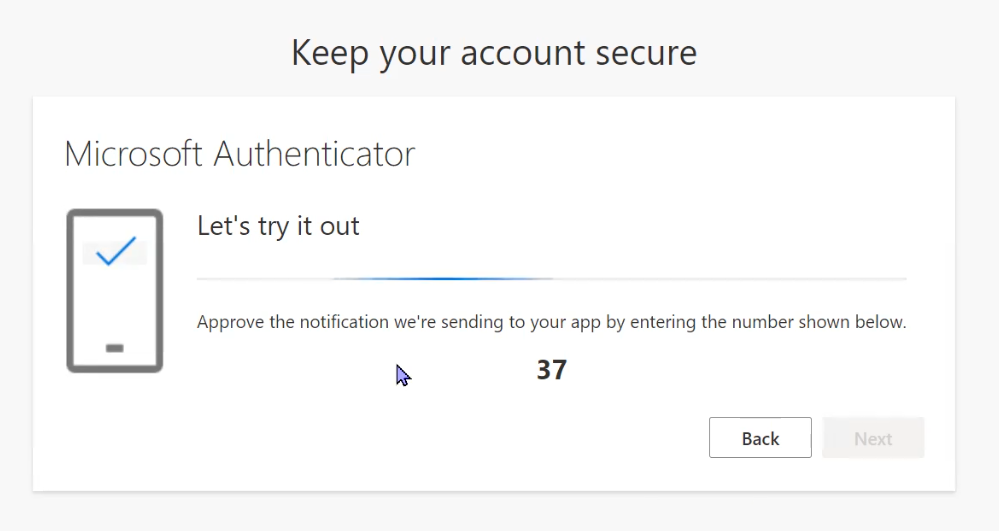 Keep your account secure
Microsoft Authenticator
Let's try it out
Approve the notification we're sending to your app by entering the number shown below.
37
Back
Next